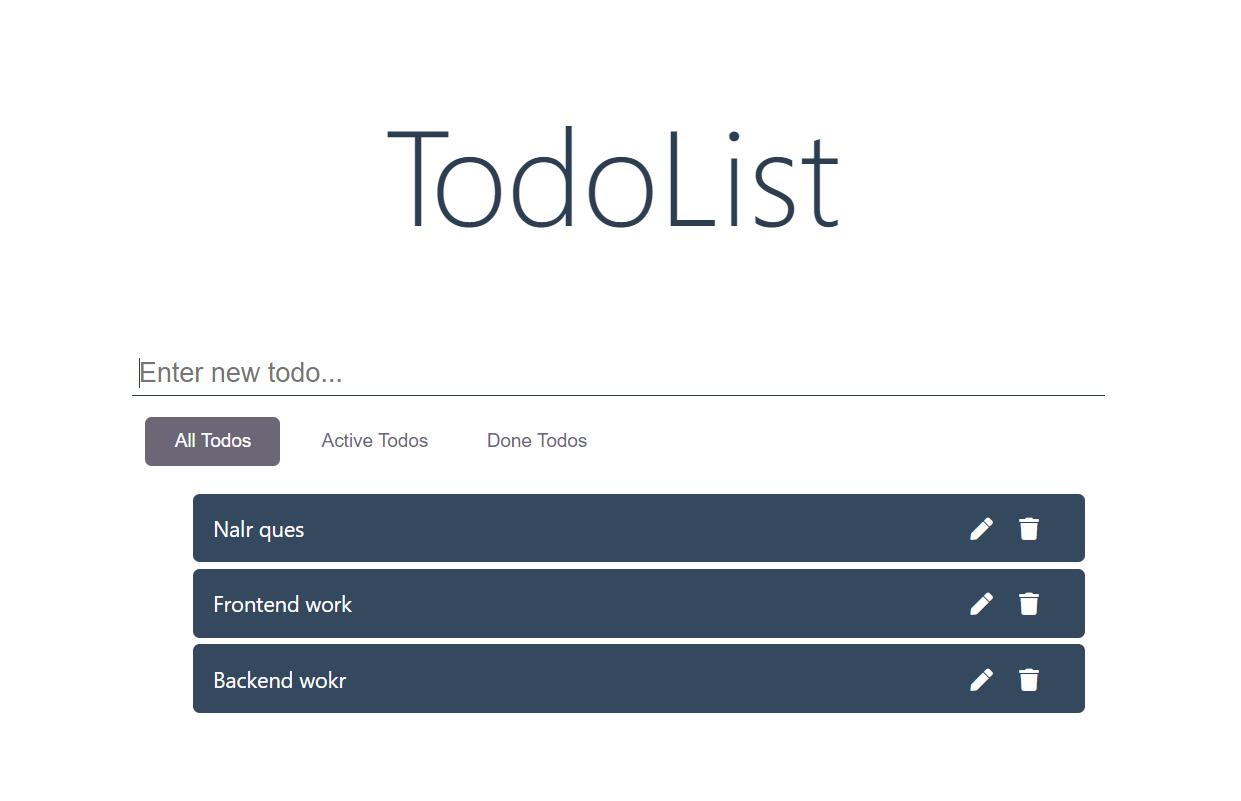 TodoList
Enter new todo...
All Todos Active Todos Done Todos
Nalr ques
Frontend work
Backend wokr